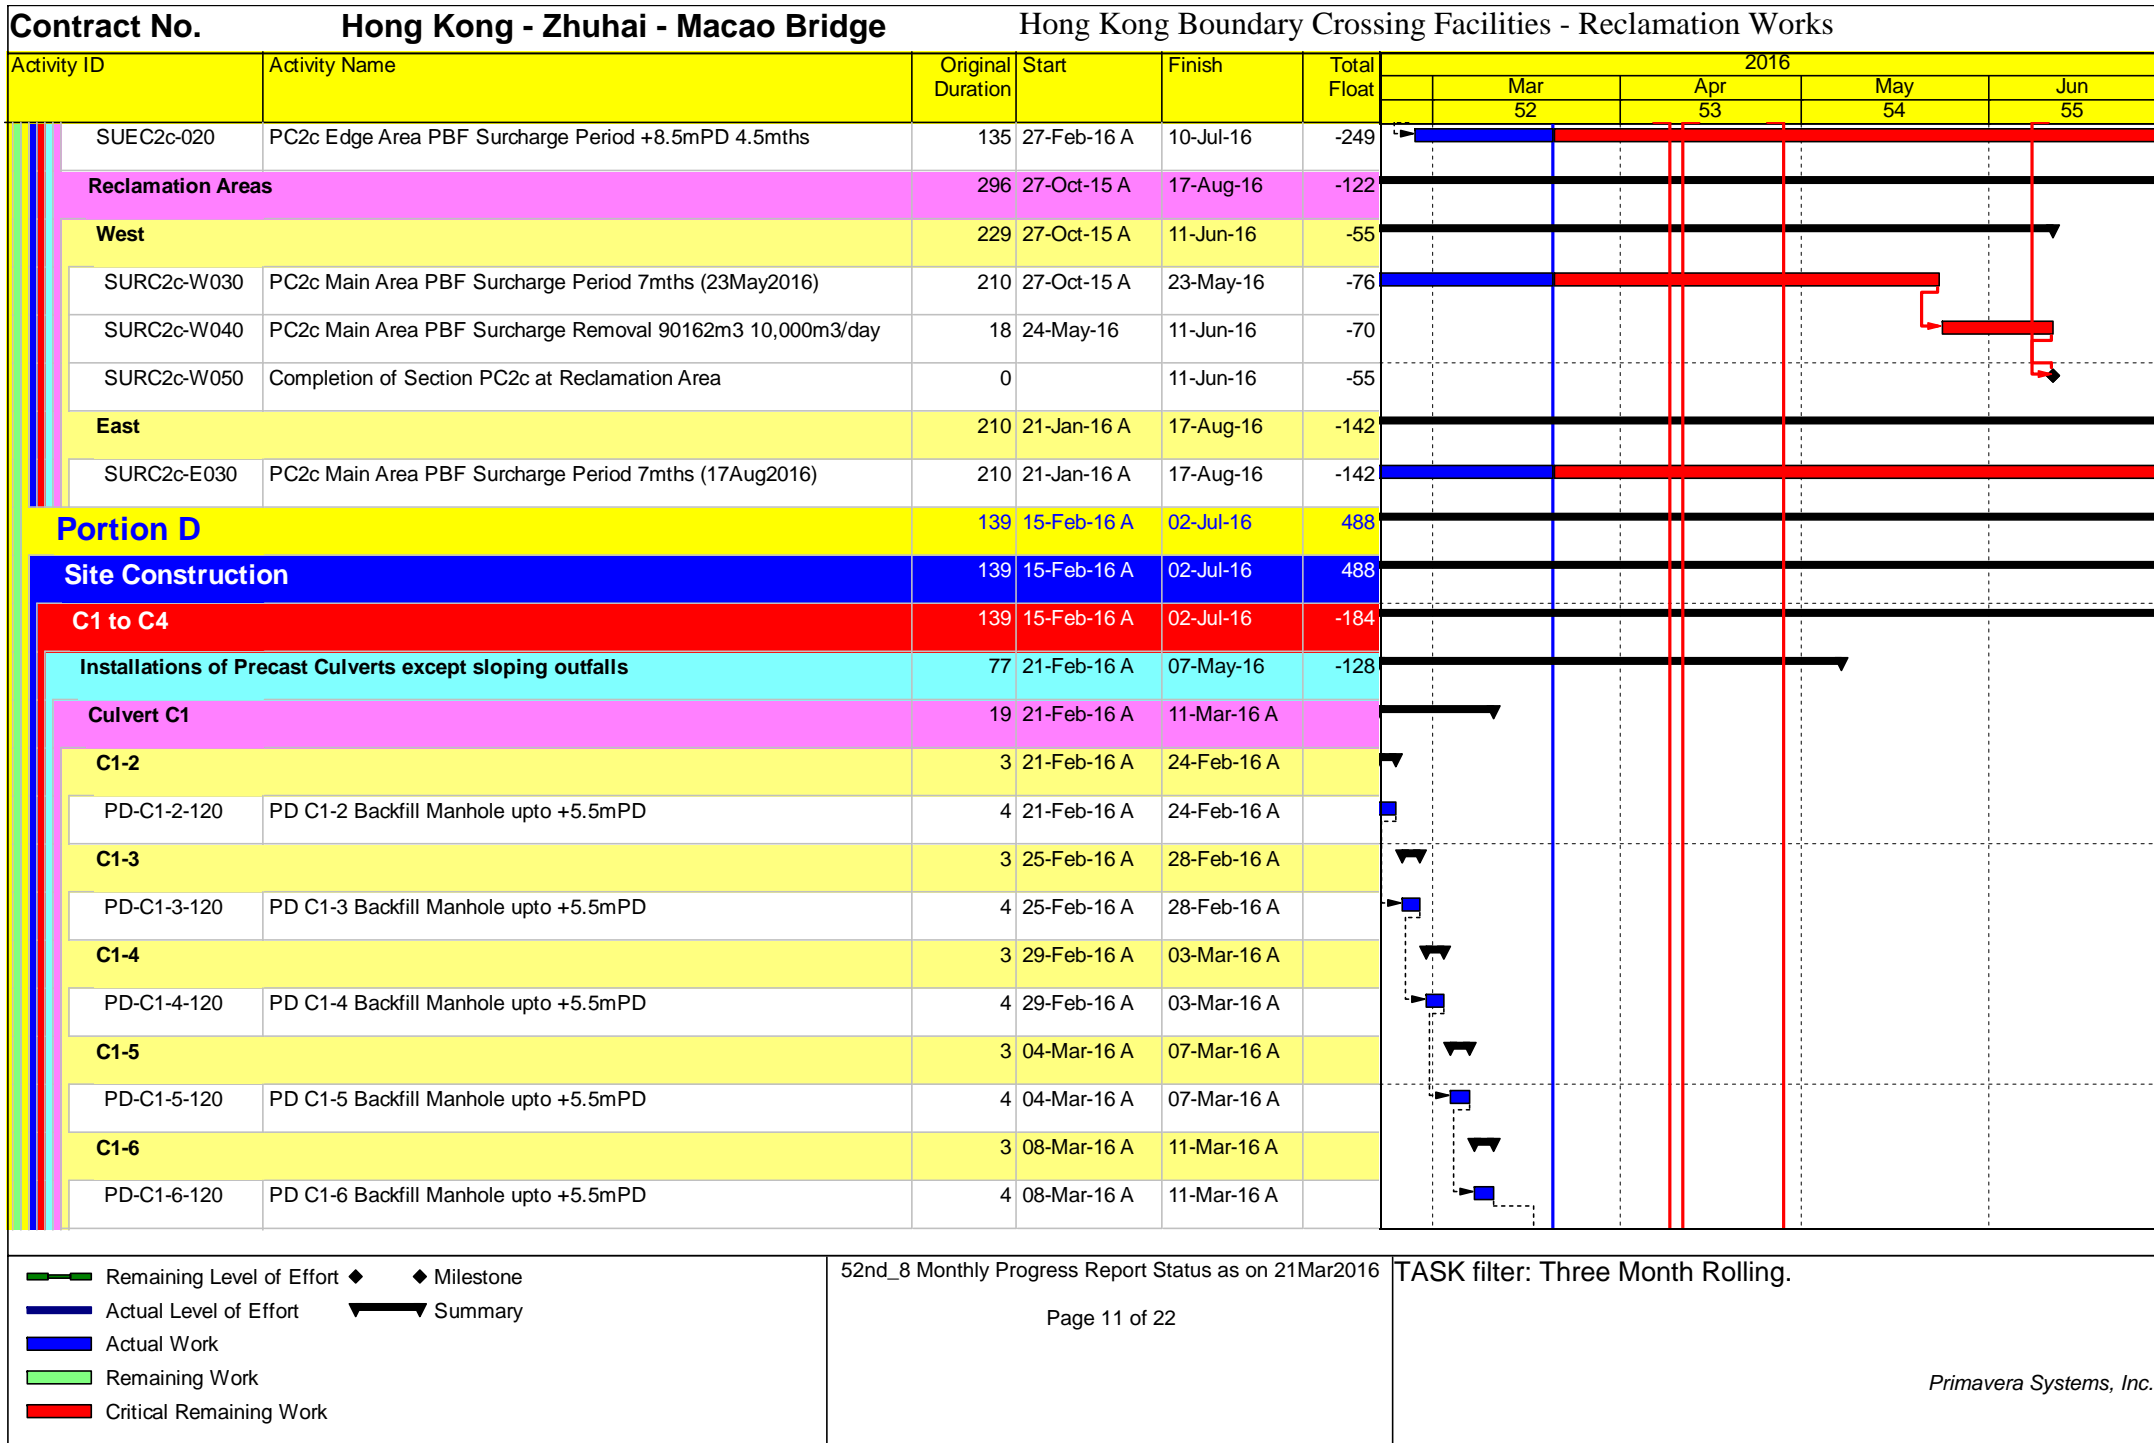 Contract No. Hong Kong - Zhuhai - Macao Bridge Hong Kong Boundary Crossing Facilities - Reclamation Works
Activity ID Activity Name Original Duration Start Finish Total Float 2016
Mar Apr May Jun
52 53 54 55
SUEC2c-020 PC2c Edge Area PBF Surcharge Period +8.5mPD 4.5mths 135 27-Feb-16 A 10-Jul-16 -249
Reclamation Areas 296 27-Oct-15 A 17-Aug-16 -122
West 229 27-Oct-15 A 11-Jun-16 -55
SURC2c-W030 PC2c Main Area PBF Surcharge Period 7mths (23May2016) 210 27-Oct-15 A 23-May-16 -76
SURC2c-W040 PC2c Main Area PBF Surcharge Removal 90162m3 10,000m3/day 18 24-May-16 11-Jun-16 -70
SURC2c-W050 Completion of Section PC2c at Reclamation Area 0 11-Jun-16 -55
East 210 21-Jan-16 A 17-Aug-16 -142
SURC2c-E030 PC2c Main Area PBF Surcharge Period 7mths (17Aug2016) 210 21-Jan-16 A 17-Aug-16 -142
Portion D 139 15-Feb-16 A 02-Jul-16 488
Site Construction 139 15-Feb-16 A 02-Jul-16 488
C1 to C4 139 15-Feb-16 A 02-Jul-16 -184
Installations of Precast Culverts except sloping outfalls 77 21-Feb-16 A 07-May-16 -128
Culvert C1 19 21-Feb-16 A 11-Mar-16 A
C1-2 3 21-Feb-16 A 24-Feb-16 A
PD-C1-2-120 PD C1-2 Backfill Manhole upto +5.5mPD 4 21-Feb-16 A 24-Feb-16 A
C1-3 3 25-Feb-16 A 28-Feb-16 A
PD-C1-3-120 PD C1-3 Backfill Manhole upto +5.5mPD 4 25-Feb-16 A 28-Feb-16 A
C1-4 3 29-Feb-16 A 03-Mar-16 A
PD-C1-4-120 PD C1-4 Backfill Manhole upto +5.5mPD 4 29-Feb-16 A 03-Mar-16 A
C1-5 3 04-Mar-16 A 07-Mar-16 A
PD-C1-5-120 PD C1-5 Backfill Manhole upto +5.5mPD 4 04-Mar-16 A 07-Mar-16 A
C1-6 3 08-Mar-16 A 11-Mar-16 A
PD-C1-6-120 PD C1-6 Backfill Manhole upto +5.5mPD 4 08-Mar-16 A 11-Mar-16 A
Remaining Level of Effort Milestone
Actual Level of Effort Summary
Actual Work
Remaining Work
Critical Remaining Work
52nd_8 Monthly Progress Report Status as on 21Mar2016
Page 11 of 22
TASK filter: Three Month Rolling.
Primavera Systems, Inc.